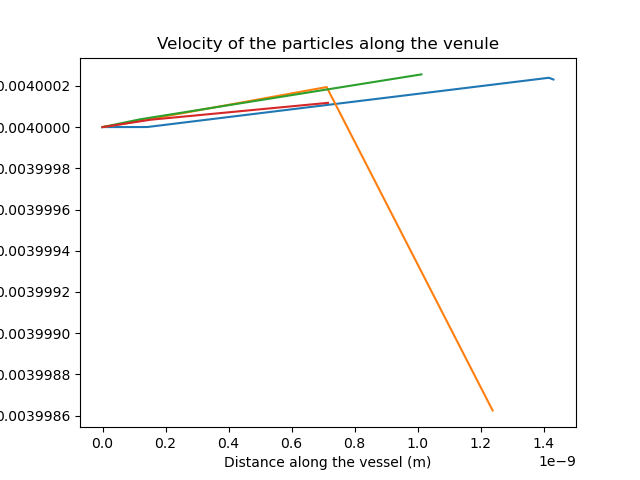 Velocity of the particles along the venule
0.0040002
0.0040000
0.0039998
0.0039996
0.0039994
0.0039992
0.0039990
0.0039988
0.0039986
0.0 0.2 0.4 0.6 0.8 1.0 1.2 1.4
1e−9
Distance along the vessel (m)